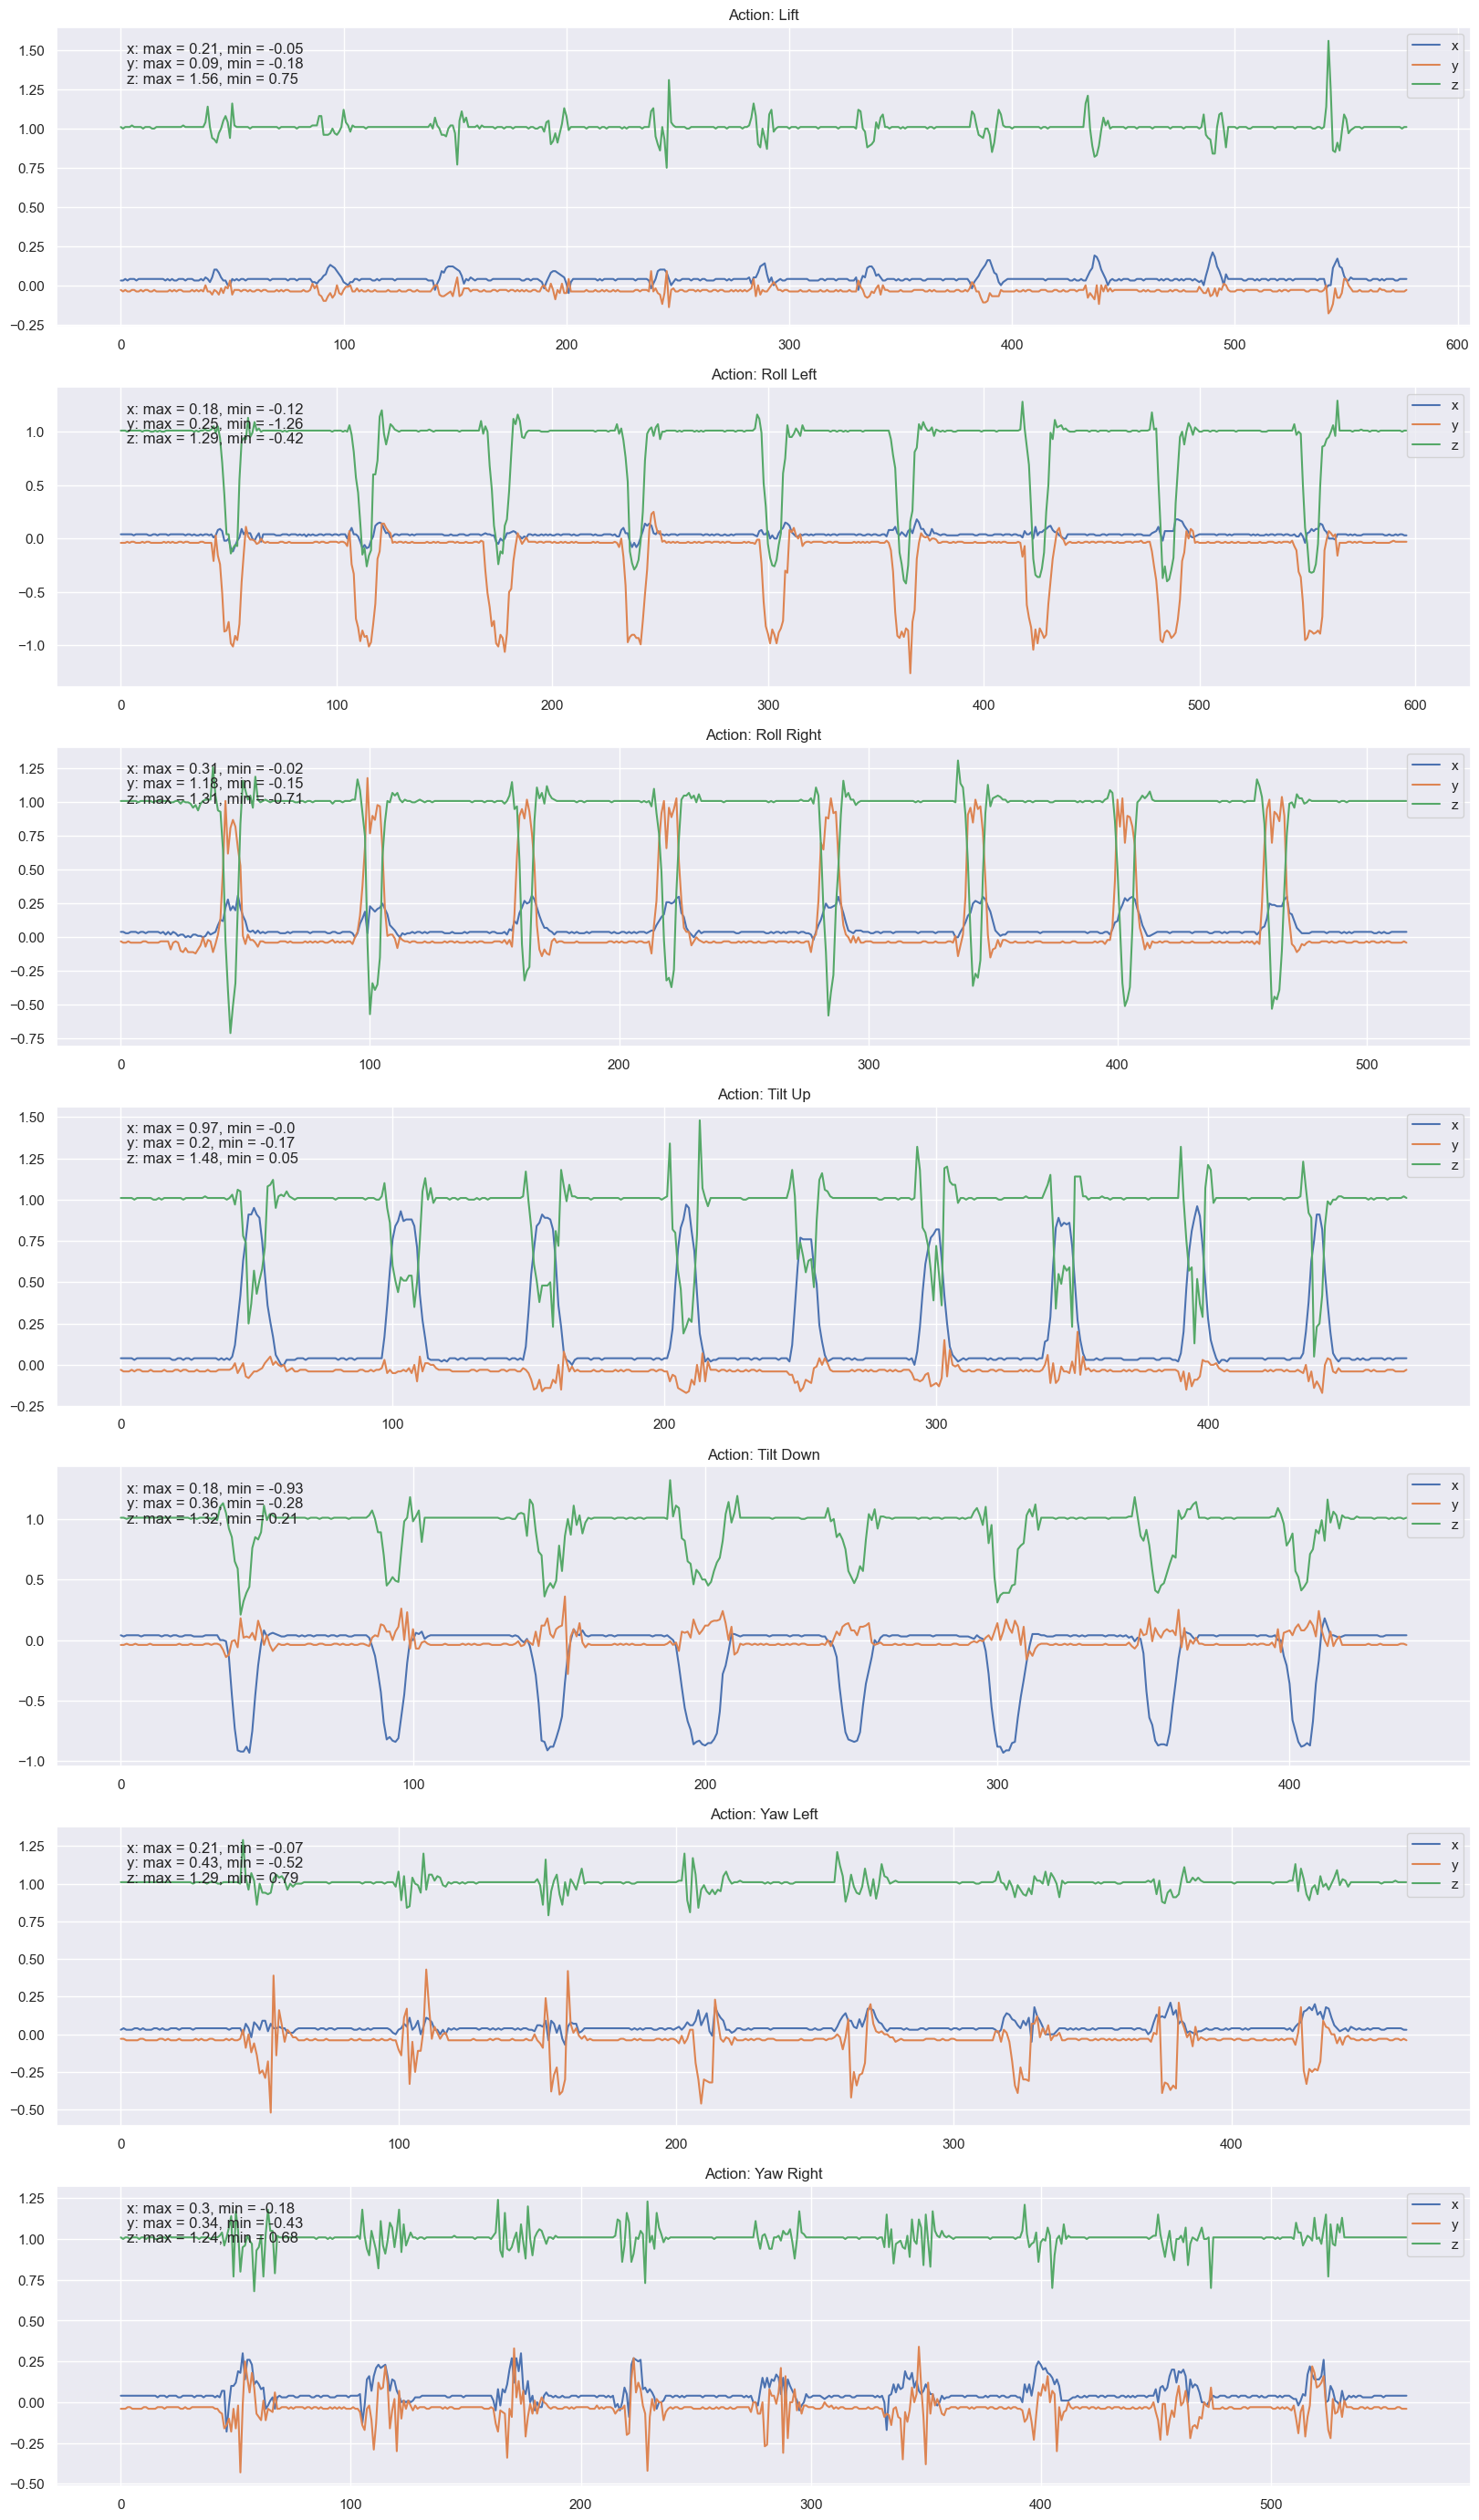 Action: Lift
x: max = 0.21, min = -0.05
y: max = 0.09, min = -0.18
z: max = 1.56, min = 0.75
x
y
z
1.50
1.25
1.00
0.75
0.50
0.25
0.00
−0.25
0 100 200 300 400 500 600
Action: Roll Left
x: max = 0.18, min = -0.12
y: max = 0.25, min = -1.26
z: max = 1.29, min = -0.42
x
y
z
1.0
0.5
0.0
−0.5
−1.0
0 100 200 300 400 500 600
Action: Roll Right
x: max = 0.31, min = -0.02
y: max = 1.18, min = -0.15
z: max = 1.31, min = -0.71
x
y
z
1.25
1.00
0.75
0.50
0.25
0.00
−0.25
−0.50
−0.75
0 100 200 300 400 500
Action: Tilt Up
x: max = 0.97, min = -0.0
y: max = 0.2, min = -0.17
z: max = 1.48, min = 0.05
x
y
z
1.50
1.25
1.00
0.75
0.50
0.25
0.00
−0.25
0 100 200 300 400
Action: Tilt Down
x: max = 0.18, min = -0.93
y: max = 0.36, min = -0.28
z: max = 1.32, min = 0.21
x
y
z
1.0
0.5
0.0
−0.5
−1.0
0 100 200 300 400
Action: Yaw Left
x: max = 0.21, min = -0.07
y: max = 0.43, min = -0.52
z: max = 1.29, min = 0.79
x
y
z
1.25
1.00
0.75
0.50
0.25
0.00
−0.25
−0.50
0 100 200 300 400
Action: Yaw Right
x: max = 0.3, min = -0.18
y: max = 0.34, min = -0.43
z: max = 1.24, min = 0.68
x
y
z
1.25
1.00
0.75
0.50
0.25
0.00
−0.25
−0.50
0 100 200 300 400 500